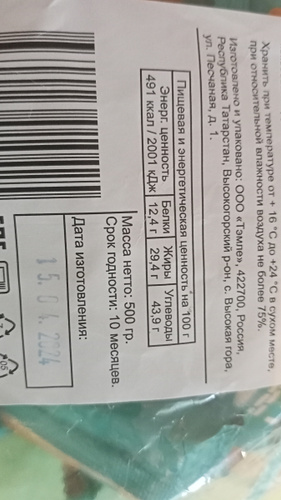 Хранить при температуре от + 16 °С до +24 °С в сухом месте,
при относительной влажности воздуха не более 75%.
Изготовлено и упаковано: ООО «Тэмле», 422700, Россия,
Республика Татарстан, Высокогорский р-он, с. Высокая гора,
ул. Песчаная, д. 1.
Пищевая и энергетическая ценность на 100 г
Энерг. ценность Белки Жиры Углеводы
491 ккал / 2001 кДж 12,4 г 29,4 г 43,9 г
Масса нетто: 500 гр.
Срок годности: 10 месяцев.
Дата изготовления:
15.04.2024
05